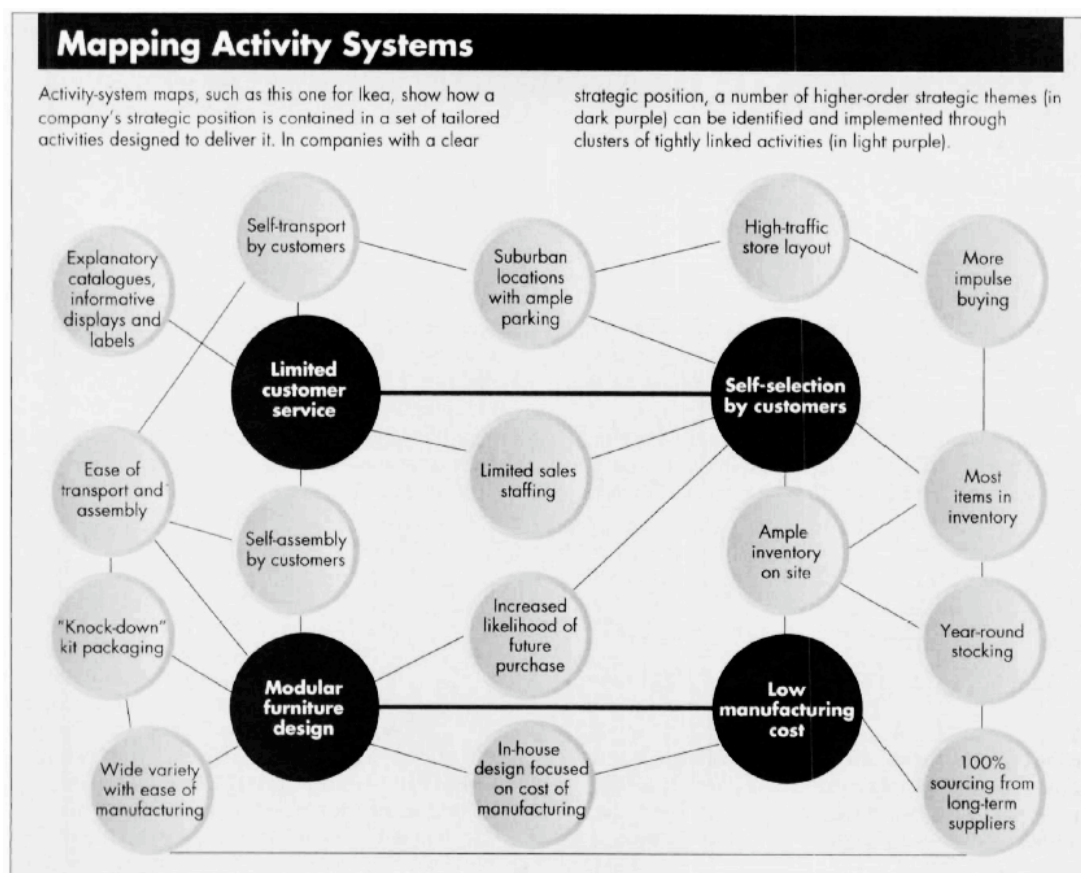 Mapping Activity Systems
Activity-system maps, such as this one for Ikea, show how a
company's strategic position is contained in a set of tailored
activities designed to deliver it. In companies with a clear
strategic position, a number of higher-order strategic themes (in
dark purple) can be identified and implemented through
clusters of tightly linked activities (in light purple).
Self-transport
by customers
Explanatory
catalogues,
informative
displays and
labels
Suburban
locations
with ample
parking
High-traffic
store layout
More
impulse
buying
Limited
customer
service
Self-selection
by customers
Ease of
transport and
assembly
Limited sales
staffing
Most
items in
inventory
Self-assembly
by customers
Ample
inventory
on site
"Knock-down"
kit packaging
Increased
likelihood of
future
purchase
Year-round
stocking
Modular
furniture
design
Low
manufacturing
cost
Wide variety
with ease of
manufacturing
In-house
design focused
on cost of
manufacturing
100%
sourcing from
long-term
suppliers